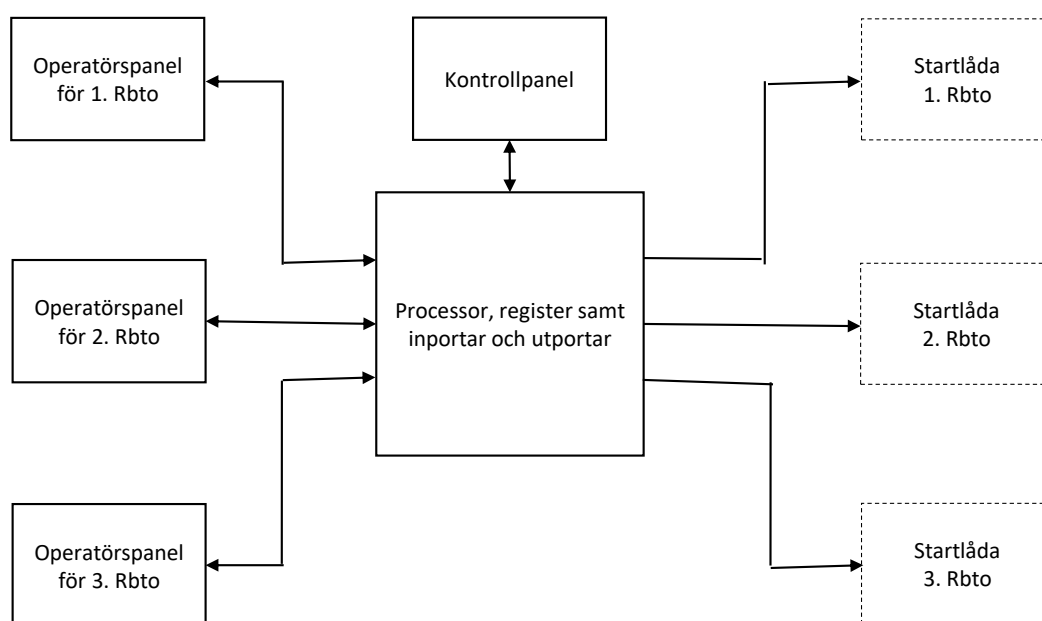 Operatörspanel
för 1. Rbto
Kontrollpanel
Startlåda
1. Rbto
Operatörspanel
för 2. Rbto
Processor, register samt
inportar och utportar
Startlåda
2. Rbto
Operatörspanel
för 3. Rbto
Startlåda
3. Rbto